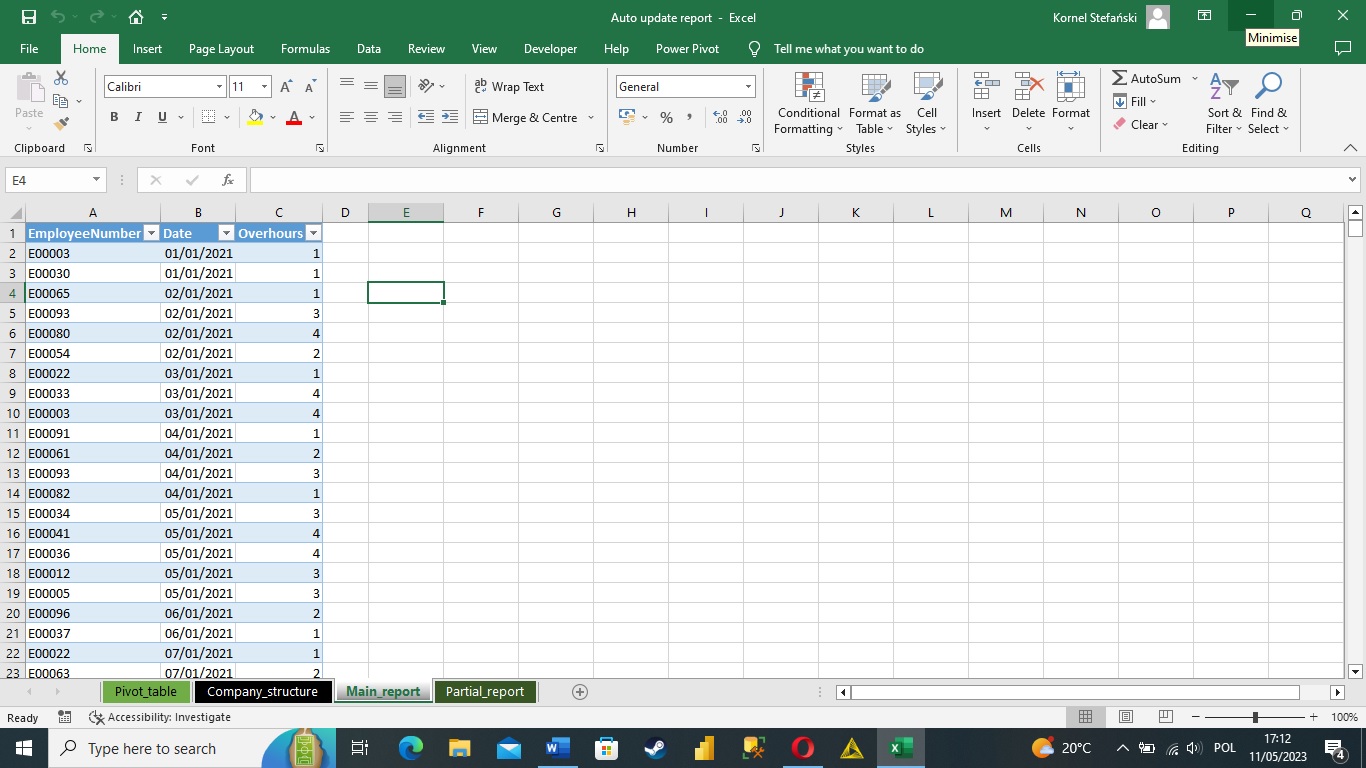 Auto update report - Excel
Kornel Stefański
Minimise
File Home Insert Page Layout Formulas Data Review View Developer Help Power Pivot Tell me what you want to do
Paste
Clipboard
Calibri 11
B I U
Font
Wrap Text
Merge & Centre
Alignment
General
Number
Conditional Formatting
Format as Table
Cell Styles
Styles
Insert Delete Format
Cells
AutoSum
Fill
Clear
Sort & Filter
Find & Select
Editing
E4 fx
A B C D E F G H I J K L M N O P Q
1 EmployeeNumber Date Overhours
2 E00003 01/01/2021 1
3 E00030 01/01/2021 1
4 E00065 02/01/2021 1
5 E00093 02/01/2021 3
6 E00080 02/01/2021 4
7 E00054 02/01/2021 2
8 E00022 03/01/2021 1
9 E00033 03/01/2021 4
10 E00003 03/01/2021 4
11 E00091 04/01/2021 1
12 E00061 04/01/2021 2
13 E00093 04/01/2021 3
14 E00082 04/01/2021 1
15 E00034 05/01/2021 3
16 E00041 05/01/2021 4
17 E00036 05/01/2021 4
18 E00012 05/01/2021 3
19 E00005 05/01/2021 3
20 E00096 06/01/2021 2
21 E00037 06/01/2021 1
22 E00022 07/01/2021 1
23 E00063 07/01/2021 2
Pivot_table Company_structure Main_report Partial_report
Ready Accessibility: Investigate 100%
Type here to search
20°C
POL
17:12
11/05/2023
4